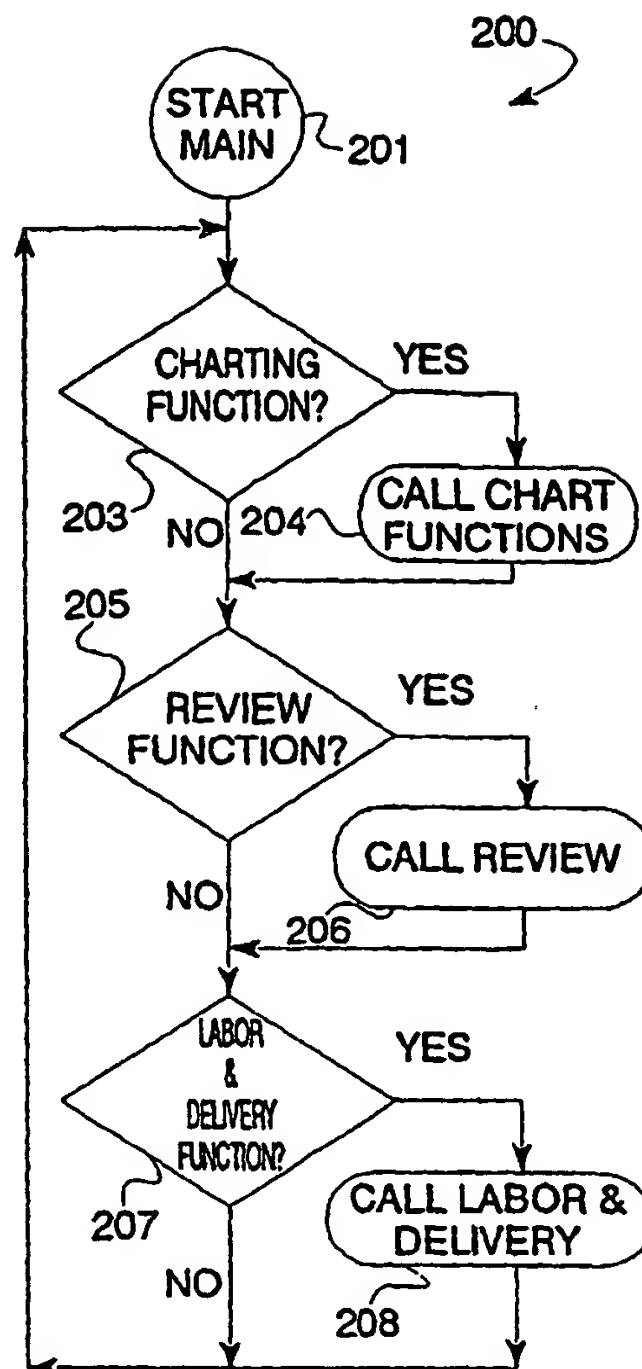 200
START
MAIN
201
CHARTING
FUNCTION?
YES
203
NO
204
CALL CHART
FUNCTIONS
205
REVIEW
FUNCTION?
YES
CALL REVIEW
NO
206
LABOR
&
DELIVERY
FUNCTION?
YES
207
CALL LABOR &
DELIVERY
NO
208